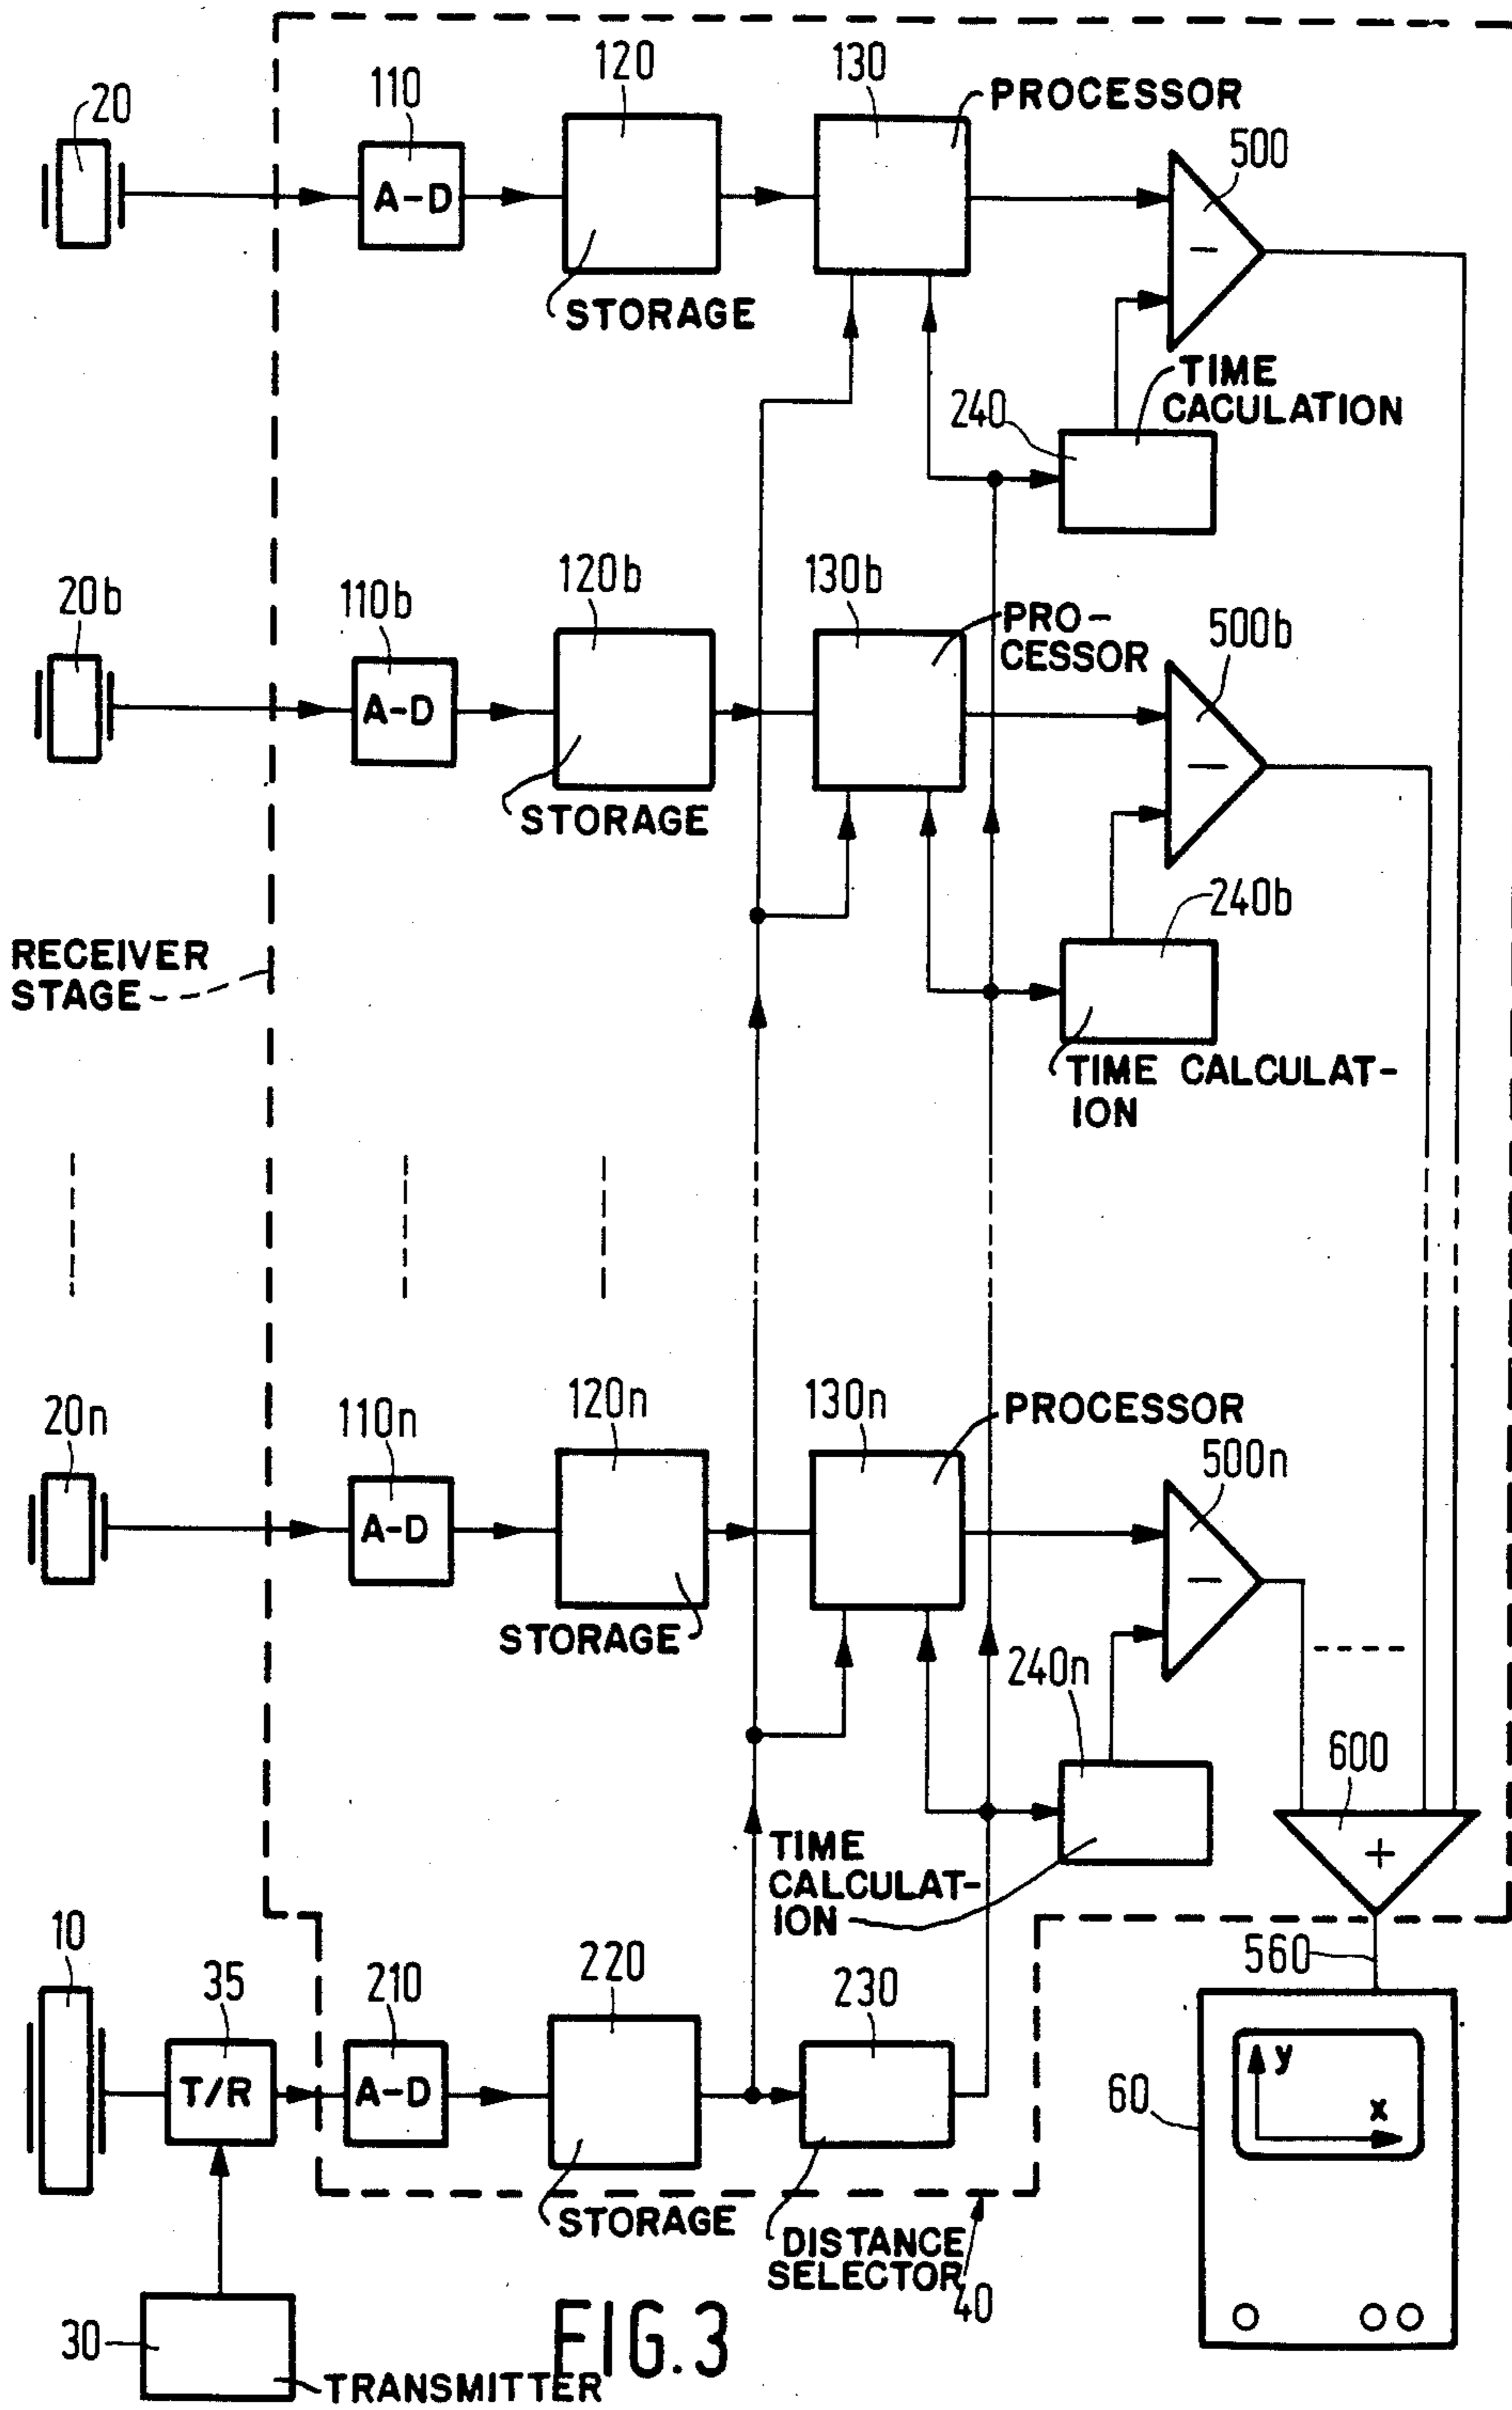 20
110
120
130
PROCESSOR
500
A-D
STORAGE
TIME
CACULATION
240
20b
110b
120b
130b
PRO-
CESSOR
500b
A-D
STORAGE
240b
RECEIVER
STAGE
TIME CALCULAT-
ION
20n
110n
120n
130n
PROCESSOR
500n
A-D
STORAGE
240n
600
+
TIME
CALCULAT-
ION
10
35
210
220
230
560
T/R
A-D
60
y
x
STORAGE
DISTANCE
SELECTOR
40
30
TRANSMITTER
FIG.3